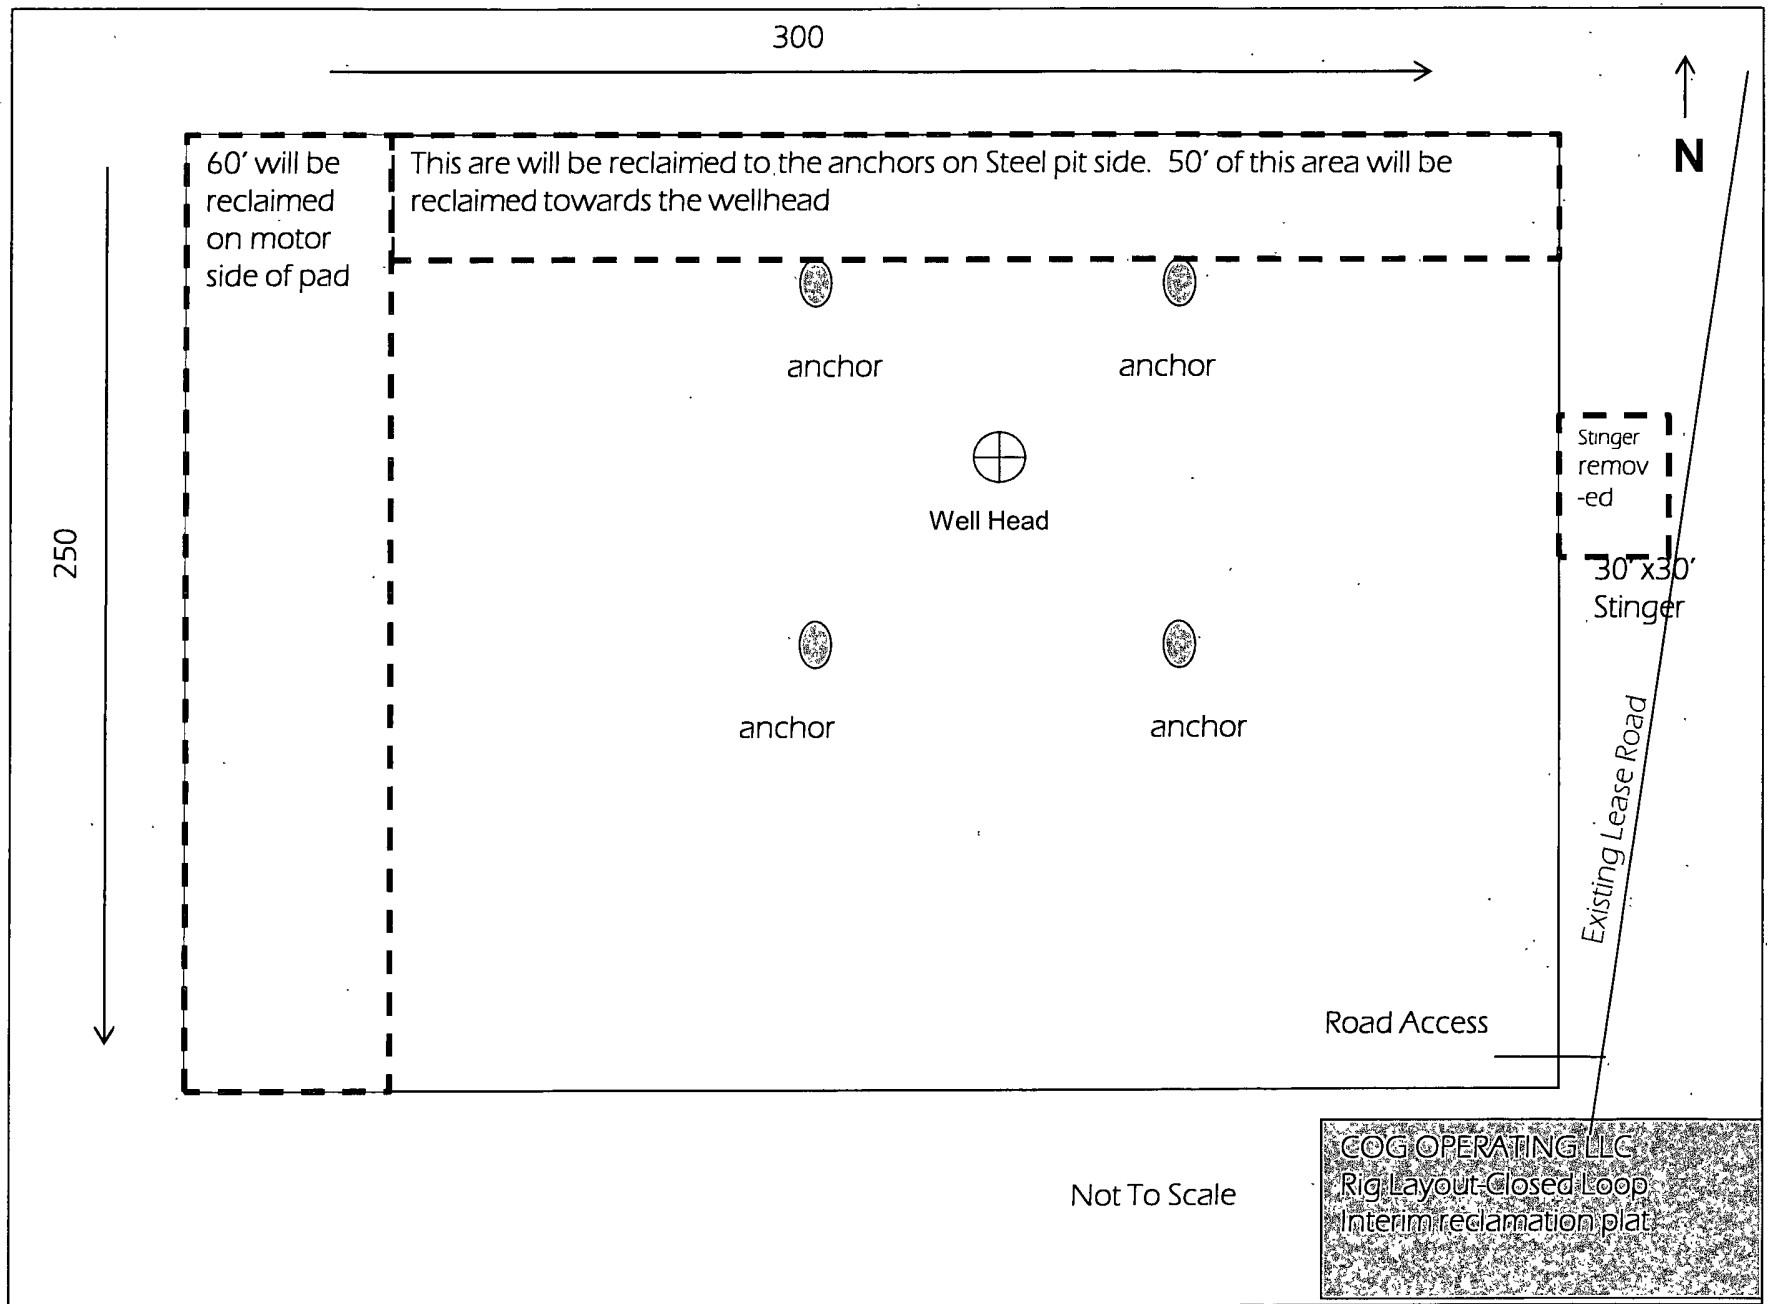 300
N
60' will be
reclaimed
on motor
side of pad
This are will be reclaimed to the anchors on Steel pit side. 50' of this area will be
reclaimed towards the wellhead
anchor
anchor
Stinger
remov
-ed
Well Head
250
30'x30'
Stinger
anchor
anchor
Existing Lease Road
Road Access
Not To Scale
COG OPERATING LLC
Rig Layout-Closed Loop
Interim reclamation plat